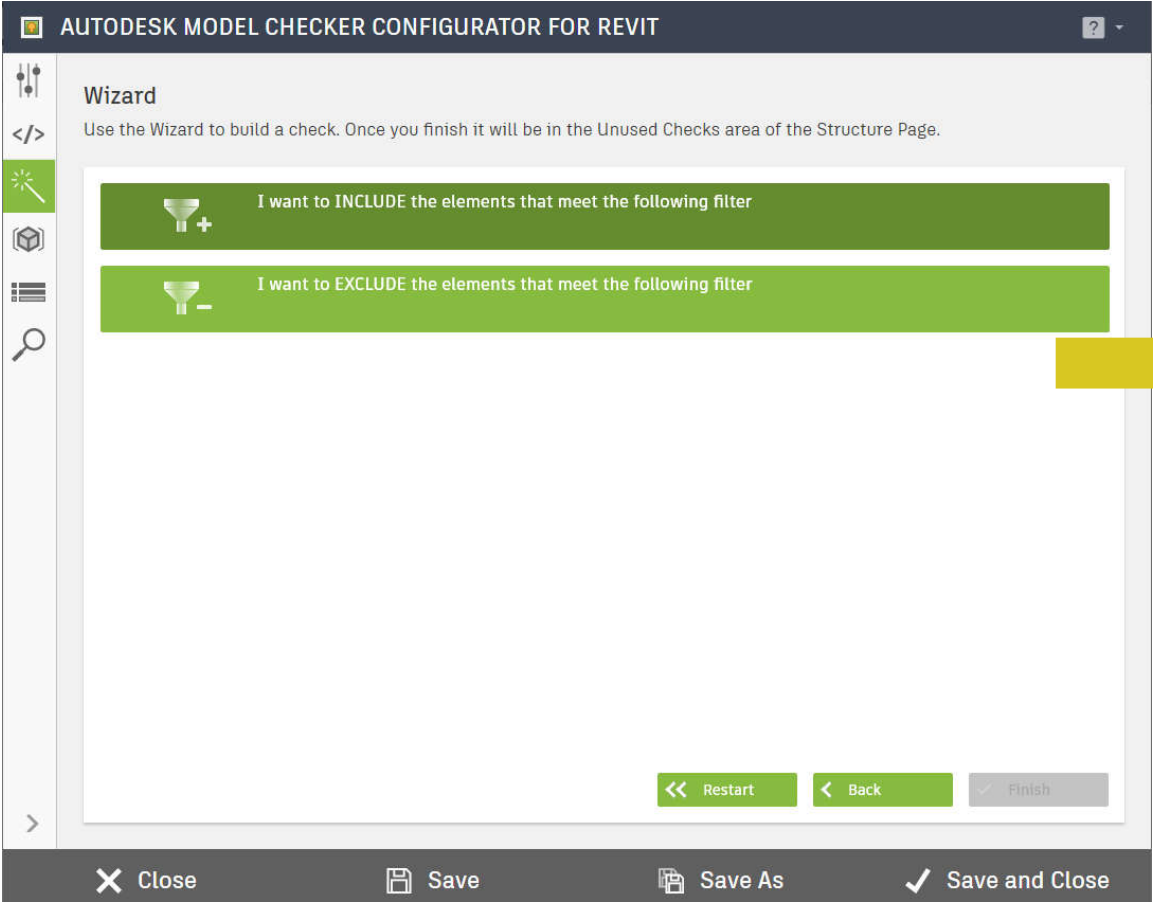 AUTODESK MODEL CHECKER CONFIGURATOR FOR REVIT
?
Wizard
</>
Use the Wizard to build a check. Once you finish it will be in the Unused Checks area of the Structure Page.
I want to INCLUDE the elements that meet the following filter
I want to EXCLUDE the elements that meet the following filter
Restart
Back
Finish
Close
Save
Save As
Save and Close